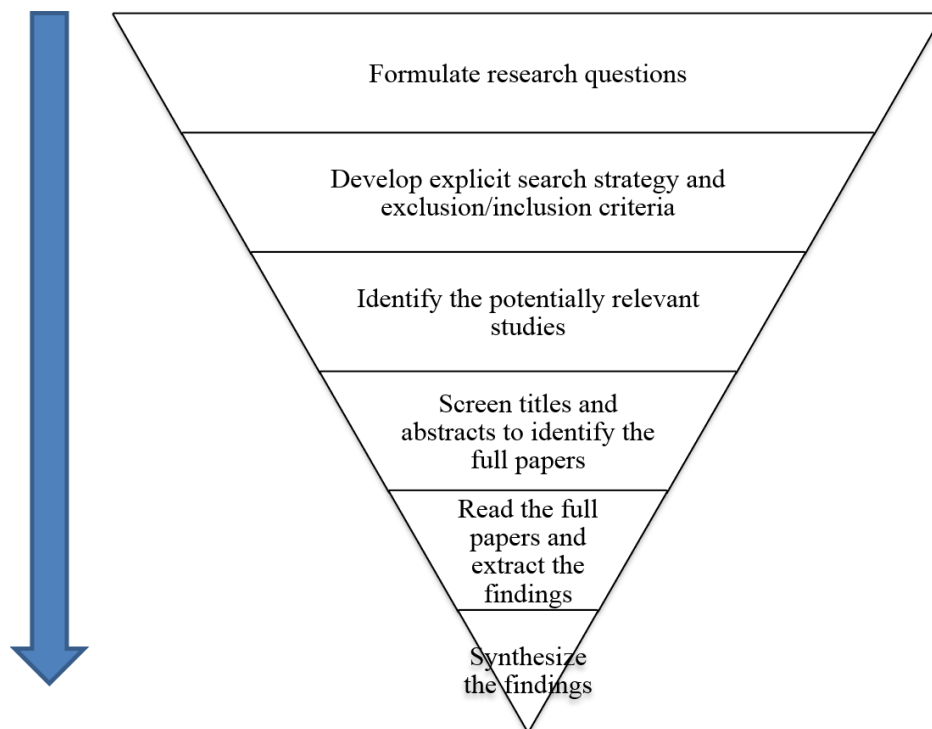 Formulate research questions
Develop explicit search strategy and
exclusion/inclusion criteria
Identify the potentially relevant
studies
Screen titles and
abstracts to identify the
full papers
Read the full
papers and
extract the
findings
Synthesize
the findings